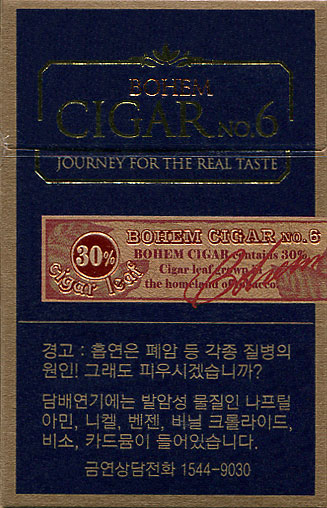 BOHEM
CIGAR NO.6
JOURNEY FOR THE REAL TASTE
30%
cigar leaf
BOHEM CIGAR NO.6
BOHEM CIGAR contains 30%
Cigar leaf grown in
the homeland of tobacco.
Bohem
경고 : 흡연은 폐암 등 각종 질병의
원인! 그래도 피우시겠습니까?
담배연기에는 발암성 물질인 나프틸
아민, 니켈, 벤젠, 비닐 크롤라이드,
비소, 카드뮴이 들어있습니다.
금연상담전화 1544-9030